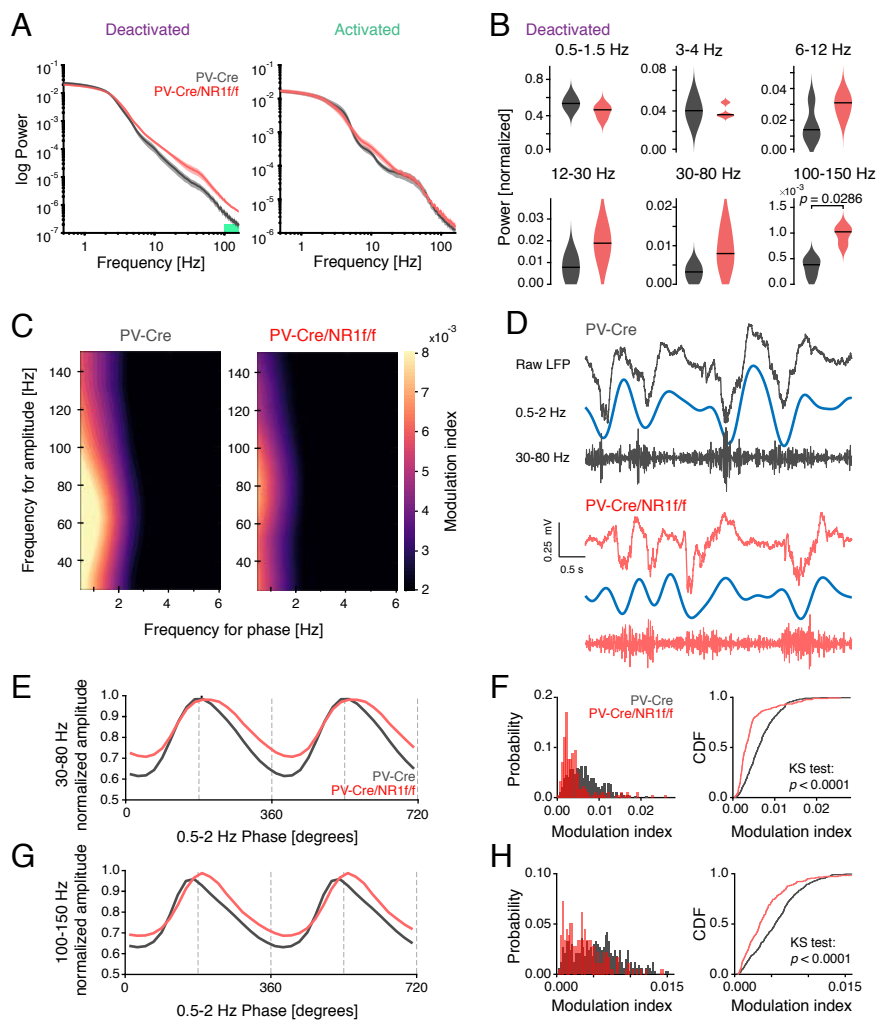 A
Deactivated
Activated
PV-Cre
PV-Cre/NR1f/f
log Power
10-1
10-2
10-3
10-4
10-5
10-6
10-7
1
10
100
Frequency [Hz]
10-1
10-2
10-3
10-4
10-5
10-6
1
10
100
Frequency [Hz]
B
Deactivated
Power [normalized]
0.5-1.5 Hz
0.8
0.4
0.0
3-4 Hz
0.08
0.04
0.00
6-12 Hz
0.04
0.02
0.00
12-30 Hz
0.03
0.02
0.01
0.00
30-80 Hz
0.02
0.01
0.00
100-150 Hz
×10-3
p = 0.0286
1.5
1.0
0.5
0.0
C
PV-Cre
PV-Cre/NR1f/f
×10-3
Frequency for amplitude [Hz]
140
120
100
80
60
40
2
4
6
140
120
100
80
60
40
2
4
6
Frequency for phase [Hz]
8
7
6
5
4
3
2
Modulation index
D
PV-Cre
Raw LFP
0.5-2 Hz
30-80 Hz
PV-Cre/NR1f/f
0.25 mV
0.5 s
E
30-80 Hz
normalized amplitude
1.0
0.9
0.8
0.7
0.6
0.5
PV-Cre
PV-Cre/NR1f/f
0
360
720
0.5-2 Hz Phase [degrees]
F
Probability
0.2
0.1
0.0
PV-Cre
PV-Cre/NR1f/f
0.00
0.01
0.02
Modulation index
CDF
1.0
0.5
0.0
KS test:
p < 0.0001
0.00
0.01
0.02
Modulation index
G
100-150 Hz
normalized amplitude
1.0
0.9
0.8
0.7
0.6
0.5
0
360
720
0.5-2 Hz Phase [degrees]
H
Probability
0.10
0.05
0.00
0.000
0.015
Modulation index
CDF
1.0
0.5
0.0
KS test:
p < 0.0001
0.000
0.015
Modulation index